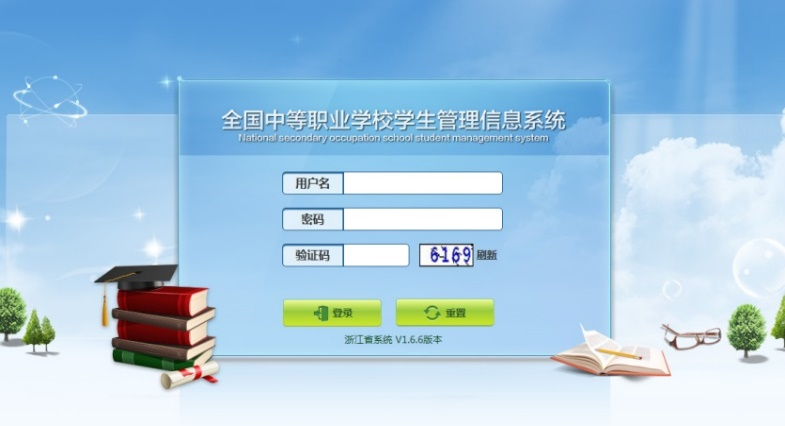 全国中等职业学校学生管理信息系统
National secondary occupation school student management system
用户名
密码
验证码 6169 刷新
登录 重置
浙江省系统 V1.6.6版本